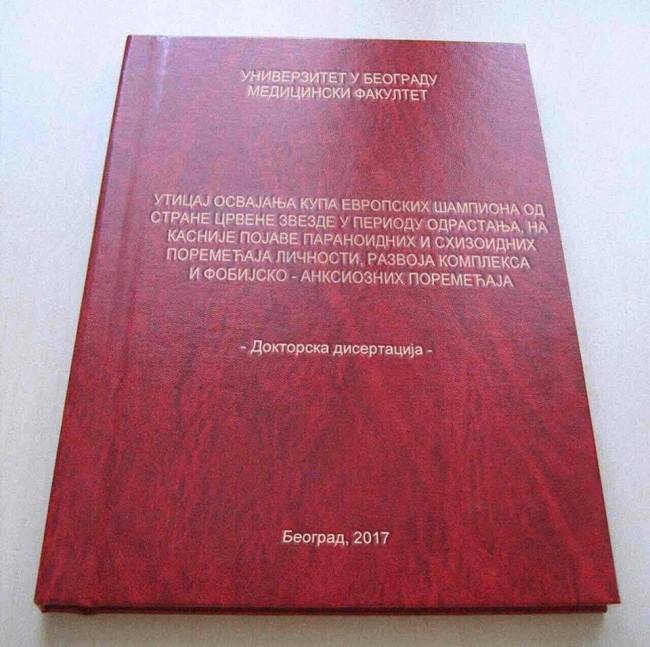 УНИВЕРЗИТЕТ У БЕОГРАДУ
МЕДИЦИНСКИ ФАКУЛТЕТ
УТИЦАЈ ОСВАЈАЊА КУПА ЕВРОПСКИХ ШАМПИОНА ОД
СТРАНЕ ЦРВЕНЕ ЗВЕЗДЕ У ПЕРИОДУ ОДРАСТАЊА, НА
КАСНИЈЕ ПОЈАВЕ ПАРАНОИДНИХ И СХИЗОИДНИХ
ПОРЕМЕЋАЈА ЛИЧНОСТИ, РАЗВОЈА КОМПЛЕКСА
И ФОБИЈСКО - АНКСИОЗНИХ ПОРЕМЕЋАЈА
- Докторска дисертација -
Београд, 2017